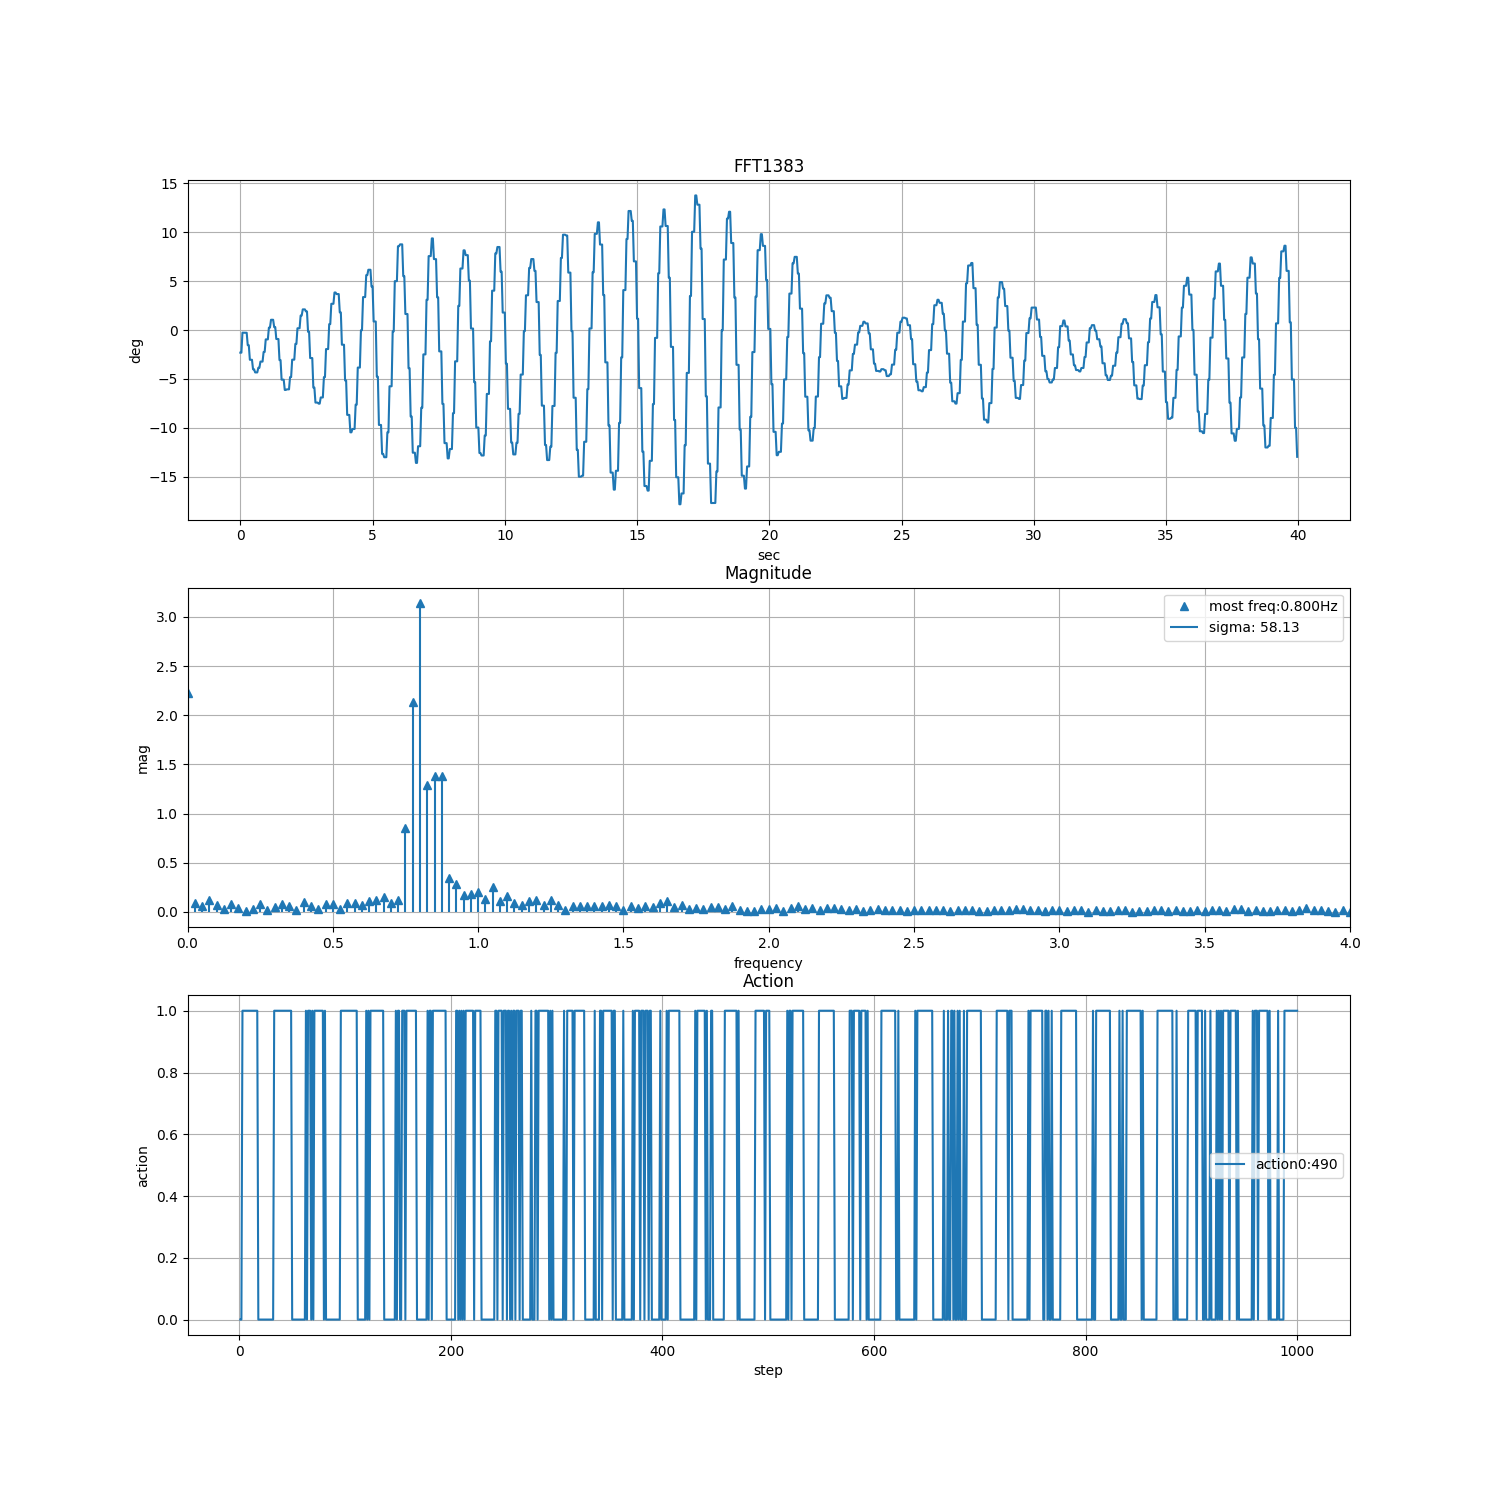 FFT1383
15
10
5
0
−5
−10
−15
deg
0 5 10 15 20 25 30 35 40
sec
Magnitude
3.0
2.5
2.0
1.5
1.0
0.5
0.0
mag
most freq:0.800Hz
sigma: 58.13
0.0 0.5 1.0 1.5 2.0 2.5 3.0 3.5 4.0
frequency
Action
1.0
0.8
0.6
0.4
0.2
0.0
action
action0:490
0 200 400 600 800 1000
step